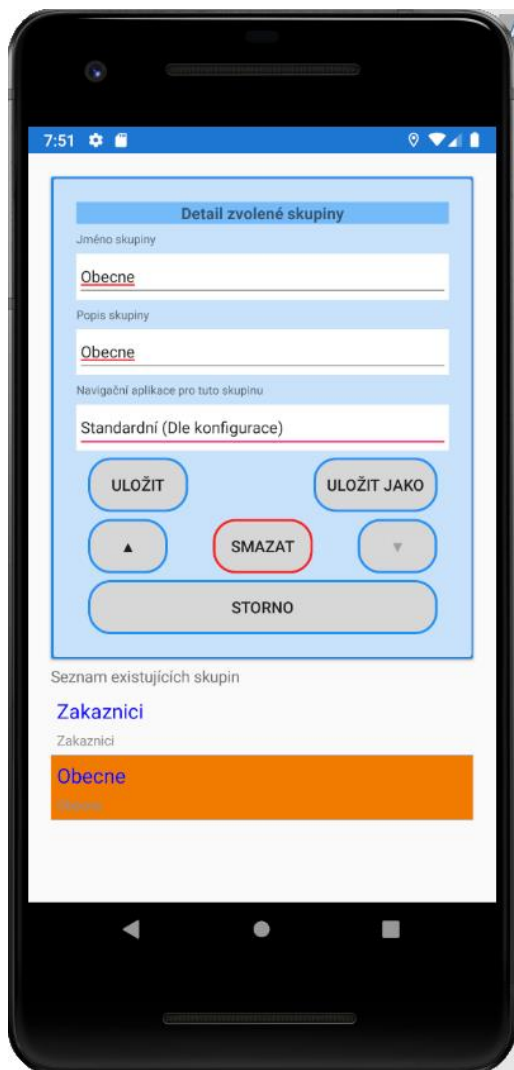 7:51
Detail zvolené skupiny
Jméno skupiny
Obecne
Popis skupiny
Obecne
Navigační aplikace pro tuto skupinu
Standardní (Dle konfigurace)
ULOŽIT ULOŽIT JAKO
▲ SMAZAT ▼
STORNO
Seznam existujících skupin
Zakaznici
Zakaznici
Obecne
Obecne